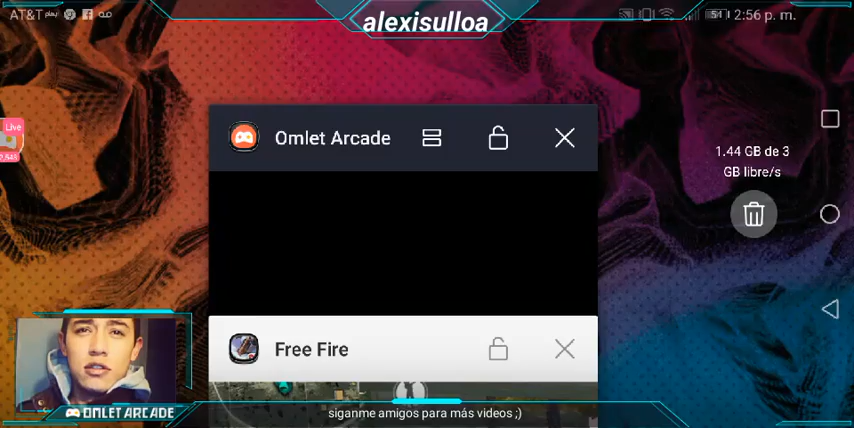 AT&T
alexisulloa
54
2:56 p. m.
Live
Omlet Arcade
1.44 GB de 3
GB libre/s
Free Fire
OMLET ARCADE
siganme amigos para más videos ;)